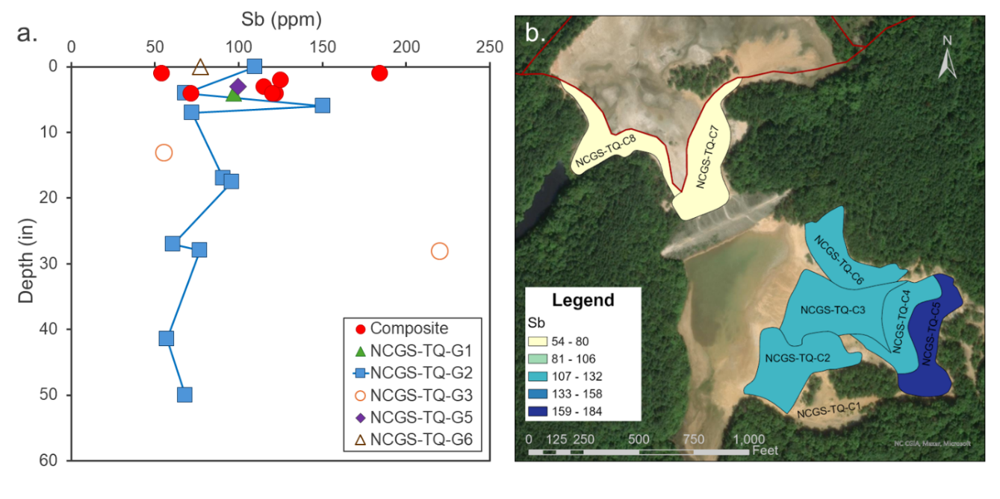 a.
Sb (ppm)
0 50 100 150 200 250
0
10
20
30
40
50
60
Depth (in)
Composite
NCGS-TQ-G1
NCGS-TQ-G2
NCGS-TQ-G3
NCGS-TQ-G5
NCGS-TQ-G6
b.
N
NCGS-TQ-C8
NCGS-TQ-C7
NCGS-TQ-C6
NCGS-TQ-C3
NCGS-TQ-C4
NCGS-TQ-C5
NCGS-TQ-C2
NCGS-TQ-C1
Legend
Sb
54 - 80
81 - 106
107 - 132
133 - 158
159 - 184
0 125 250 500 750 1,000
Feet
NC CGIA, Maxar, Microsoft